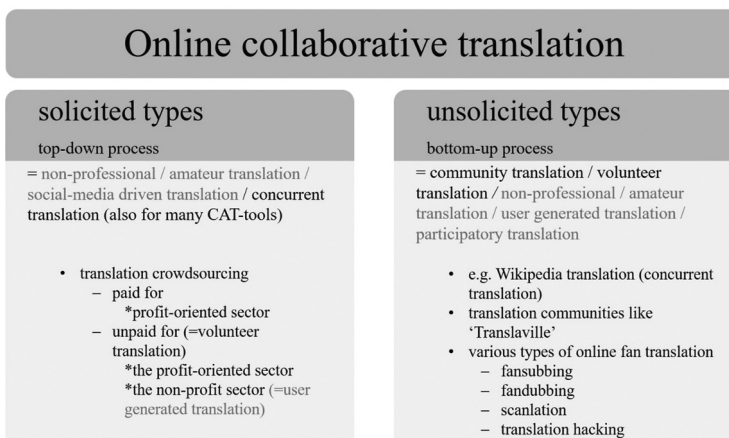 Online collaborative translation
solicited types
top-down process
= non-professional / amateur translation /
social-media driven translation / concurrent
translation (also for many CAT-tools)
• translation crowdsourcing
– paid for
*profit-oriented sector
– unpaid for (=volunteer
translation)
*the profit-oriented sector
*the non-profit sector (=user
generated translation)
unsolicited types
bottom-up process
= community translation / volunteer
translation / non-professional / amateur
translation / user generated translation /
participatory translation
• e.g. Wikipedia translation (concurrent
translation)
• translation communities like
‘Translaville’
• various types of online fan translation
– fansubbing
– fandubbing
– scanlation
– translation hacking